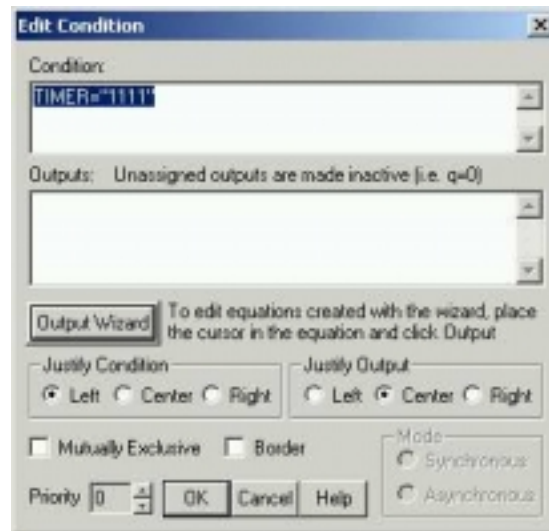 Edit Condition
Condition:
TIMER="1111"
Outputs: Unassigned outputs are made inactive (i.e. q=0)
Output Wizard
To edit equations created with the wizard, place
the cursor in the equation and click Output
Justify Condition
Left Center Right
Justify Output
Left Center Right
Mutually Exclusive Border
Mode
Synchronous
Asynchronous
Priority 0 OK Cancel Help